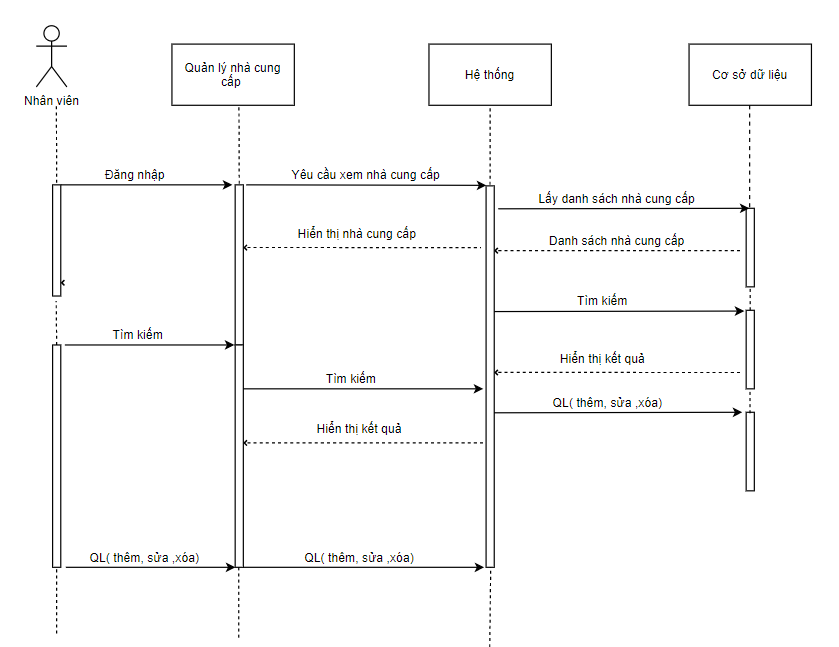 Nhân viên
Quản lý nhà cung
cấp
Hệ thống
Cơ sở dữ liệu
Đăng nhập
Yêu cầu xem nhà cung cấp
Lấy danh sách nhà cung cấp
Hiển thị nhà cung cấp
Danh sách nhà cung cấp
Tìm kiếm
Tìm kiếm
Hiển thị kết quả
Tìm kiếm
QL( thêm, sửa ,xóa)
Hiển thị kết quả
QL( thêm, sửa ,xóa)
QL( thêm, sửa ,xóa)